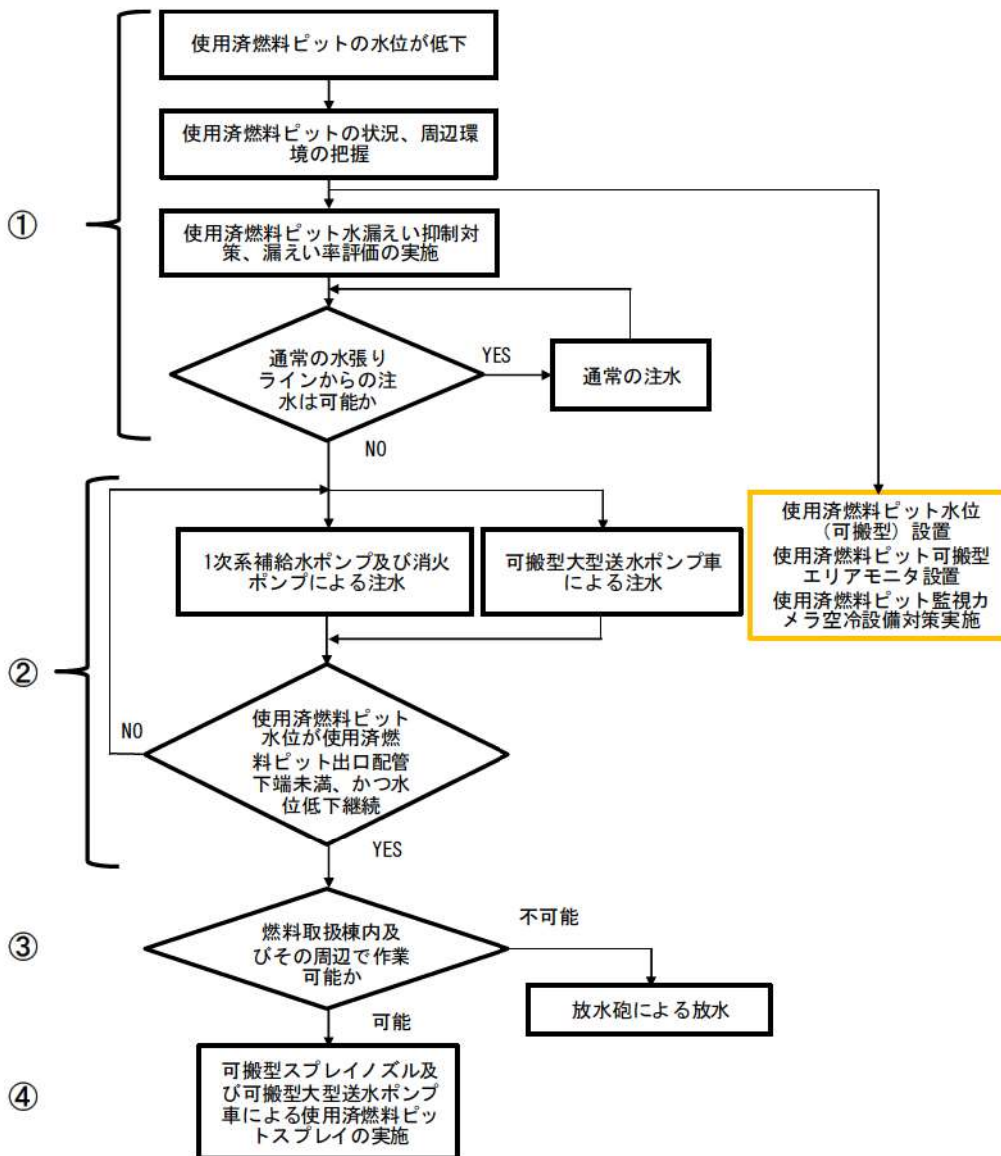 使用済燃料ピットの水位が低下
使用済燃料ピットの状況、周辺環
境の把握
①
使用済燃料ピット水漏えい抑制対
策、漏えい率評価の実施
通常の水張り
ラインからの注
水は可能か
YES
通常の注水
NO
使用済燃料ピット水位
（可搬型）設置
使用済燃料ピット可搬型
エリアモニタ設置
使用済燃料ピット監視カ
メラ空冷設備対策実施
1次系補給水ポンプ及び消火
ポンプによる注水
可搬型大型送水ポンプ車
による注水
②
NO
使用済燃料ピット
水位が使用済燃
料ピット出口配管
下端未満、かつ水
位低下継続
YES
③
燃料取扱棟内及
びその周辺で作業
可能か
不可能
放水砲による放水
可能
④
可搬型スプレイノズル及
び可搬型大型送水ポンプ
車による使用済燃料ピッ
トスプレイの実施